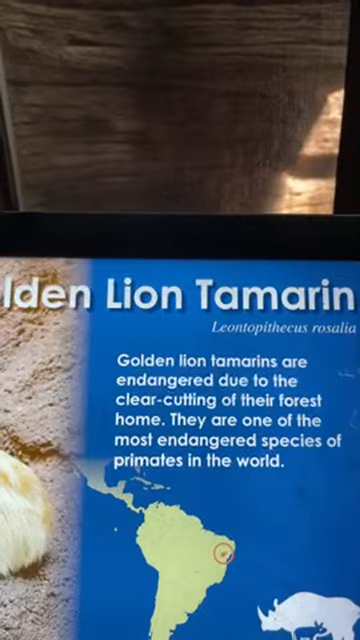 lden Lion Tamarin
Leontopithecus rosalia
Golden lion tamarins are
endangered due to the
clear-cutting of their forest
home. They are one of the
most endangered species of
primates in the world.